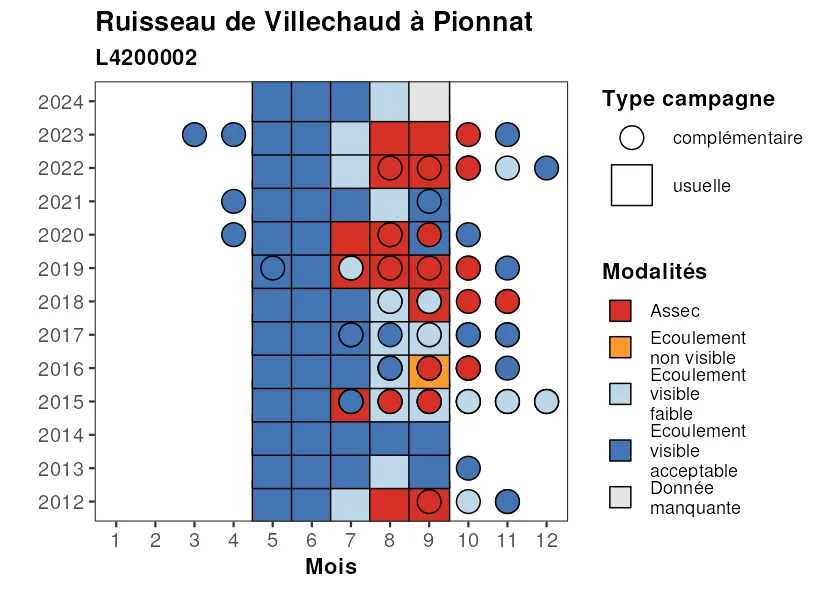 Ruisseau de Villechaud à Pionnat
L4200002
2024
2023
2022
2021
2020
2019
2018
2017
2016
2015
2014
2013
2012
1 2 3 4 5 6 7 8 9 10 11 12
Mois
Type campagne
complémentaire
usuelle
Modalités
Assec
Ecoulement
non visible
Ecoulement
visible
faible
Ecoulement
visible
acceptable
Donnée
manquante